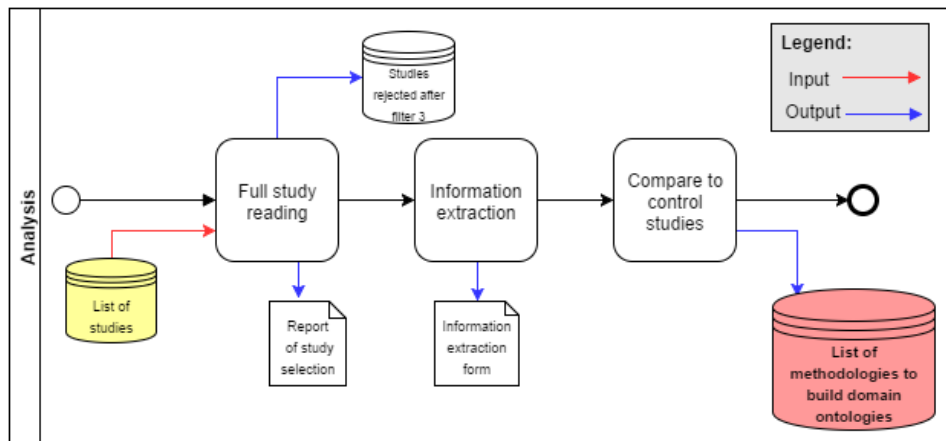 Analysis
Studies
rejected after
filter 3
Legend:
Input
Output
Full study
reading
Information
extraction
Compare to
control
studies
List of
studies
Report
of study
selection
Information
extraction
form
List of
methodologies to
build domain
ontologies